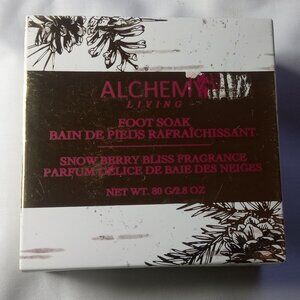 ALCHEMY
LIVING
FOOT SOAK
BAIN DE PIEDS RAFRAÎCHISSANT
SNOW BERRY BLISS FRAGRANCE
PARFUM DÉLICE DE BAIE DES NEIGES
NET WT. 80 G/2.8 OZ